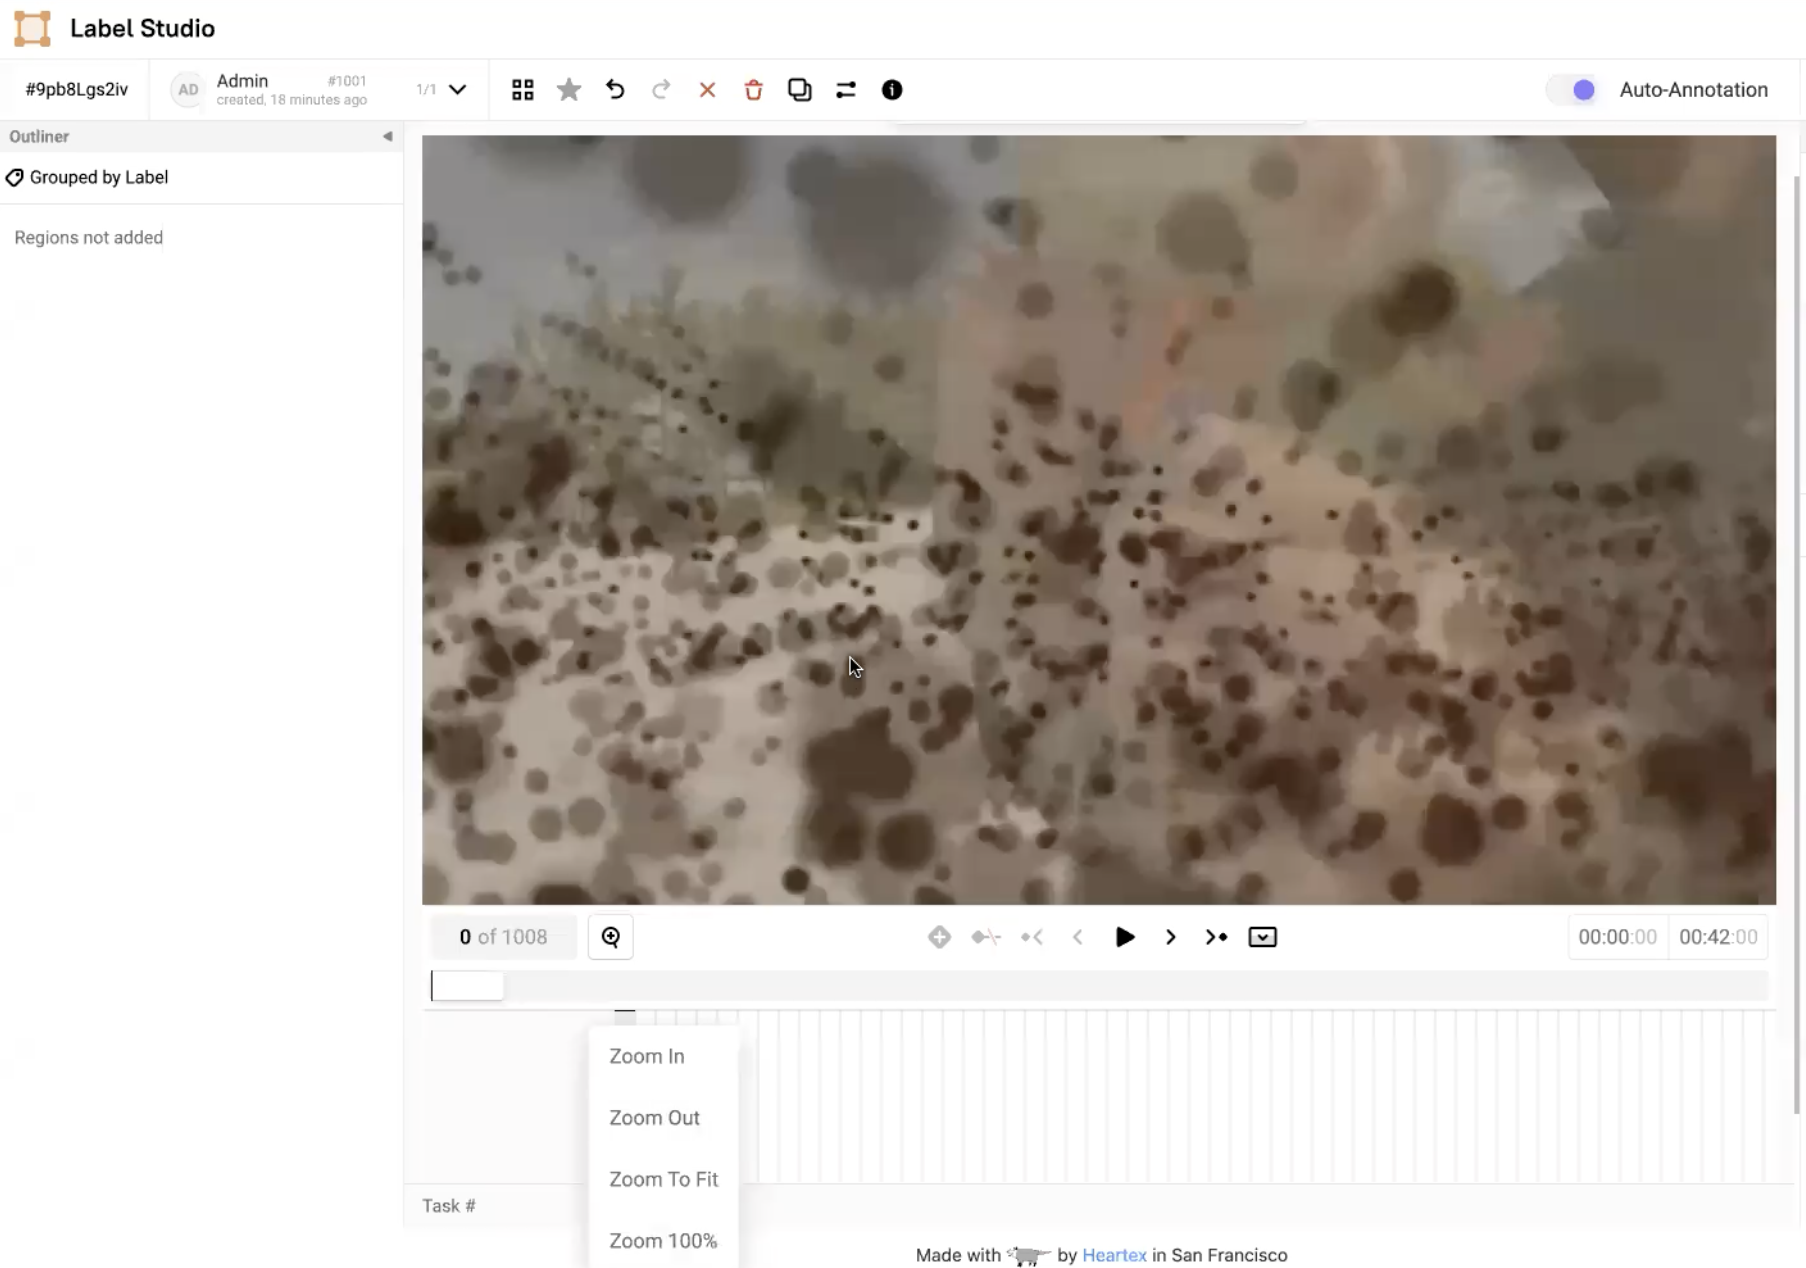 Label Studio
#9pb8Lgs2iv
AD
Admin
#1001
created, 18 minutes ago
1/1
Auto-Annotation
Outliner
Grouped by Label
Regions not added
0 of 1008
00:00:00
00:42:00
Zoom In
Zoom Out
Zoom To Fit
Zoom 100%
Task #
Made with by Heartex in San Francisco